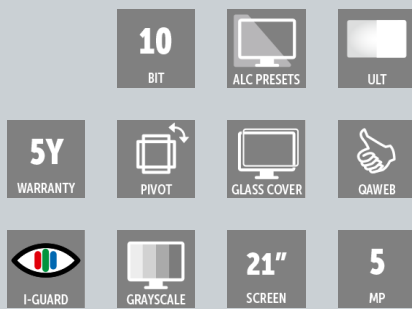 10
BIT
ALC PRESETS
ULT
5Y
WARRANTY
PIVOT
GLASS COVER
QAWEB
I-GUARD
GRAYSCALE
21"
SCREEN
5
MP